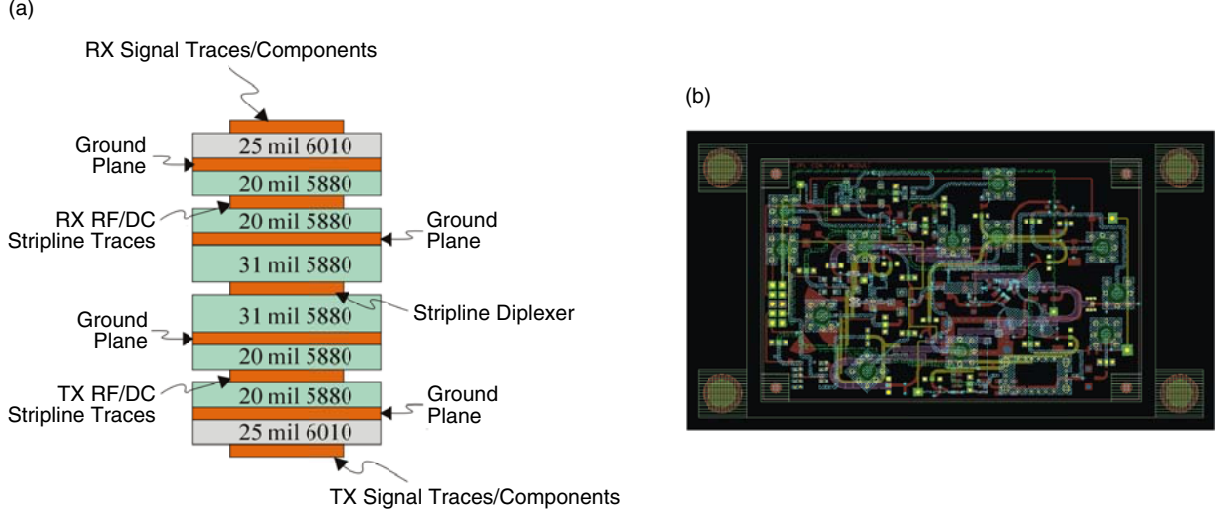 (a)
RX Signal Traces/Components
Ground
Plane
25 mil 6010
20 mil 5880
RX RF/DC
Stripline Traces
20 mil 5880
Ground
Plane
31 mil 5880
Stripline Diplexer
31 mil 5880
Ground
Plane
20 mil 5880
TX RF/DC
Stripline Traces
20 mil 5880
Ground
Plane
25 mil 6010
TX Signal Traces/Components
(b)